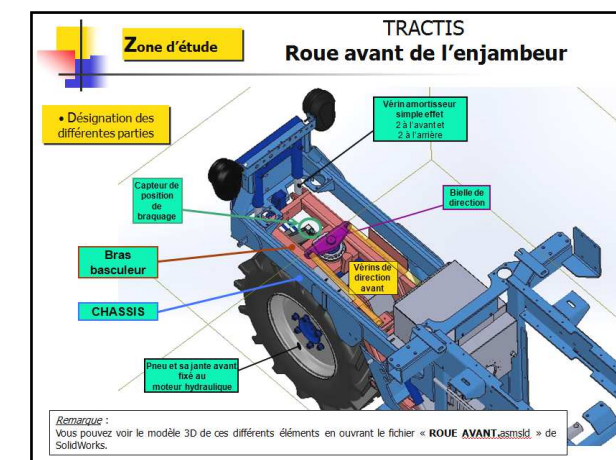 TRACTIS
Zone d'étude
Roue avant de l'enjambeur
• Désignation des
différentes parties
Vérin amortisseur
simple effet
2 à l'avant et
2 à l'arrière
Capteur de
position
de
braquage
Bielle de
direction
Bras
basculeur
Vérins de
direction
avant
CHASSIS
Pneu et sa jante avant
fixé au
moteur hydraulique
Remarque :
Vous pouvez voir le modèle 3D de ces différents éléments en ouvrant le fichier « ROUE AVANT.asmsld » de
SolidWorks.